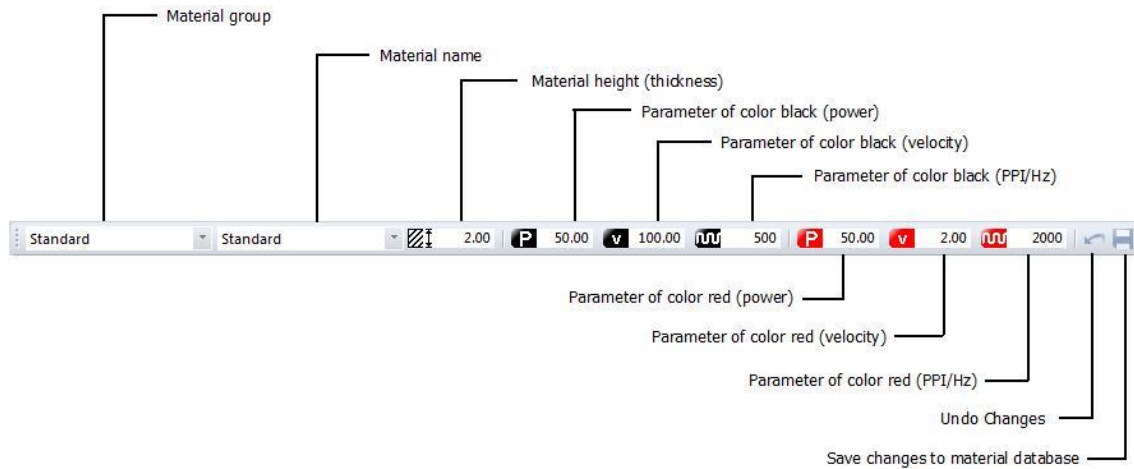 Material group
Material name
Material height (thickness)
Parameter of color black (power)
Parameter of color black (velocity)
Parameter of color black (PPI/Hz)
Standard Standard 2.00 P 50.00 v 100.00 500 P 50.00 v 2.00 2000
Parameter of color red (power)
Parameter of color red (velocity)
Parameter of color red (PPI/Hz)
Undo Changes
Save changes to material database